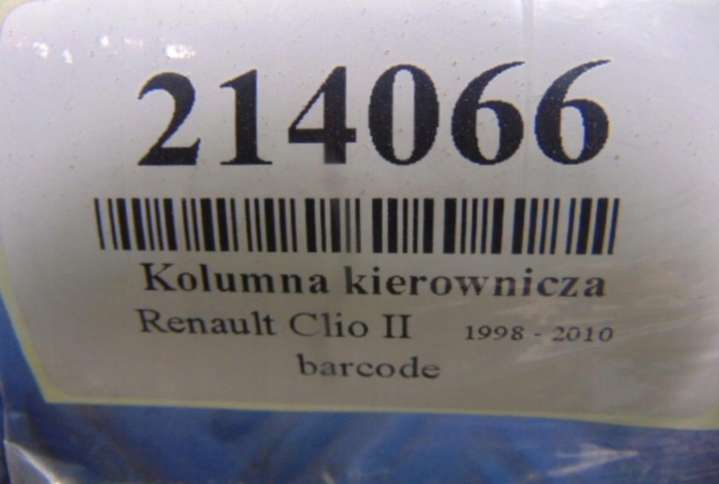 214066
Kolumna kierownicza
Renault Clio II 1998 - 2010
barcode